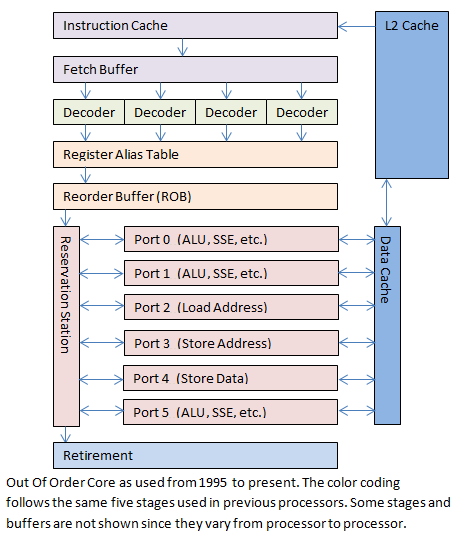 Instruction Cache
L2 Cache
Fetch Buffer
Decoder Decoder Decoder Decoder
Register Alias Table
Reorder Buffer (ROB)
Reservation Station
Port 0 (ALU, SSE, etc.)
Port 1 (ALU, SSE, etc.)
Port 2 (Load Address)
Port 3 (Store Address)
Port 4 (Store Data)
Port 5 (ALU, SSE, etc.)
Data Cache
Retirement
Out Of Order Core as used from 1995 to present. The color coding
follows the same five stages used in previous processors. Some stages and
buffers are not shown since they vary from processor to processor.